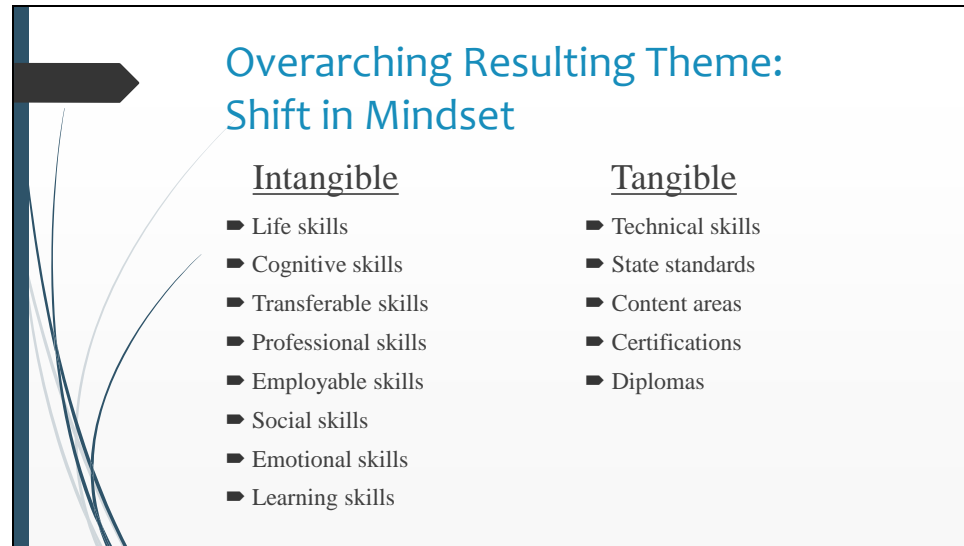 Overarching Resulting Theme:
Shift in Mindset
Intangible
Life skills
Cognitive skills
Transferable skills
Professional skills
Employable skills
Social skills
Emotional skills
Learning skills
Tangible
Technical skills
State standards
Content areas
Certifications
Diplomas